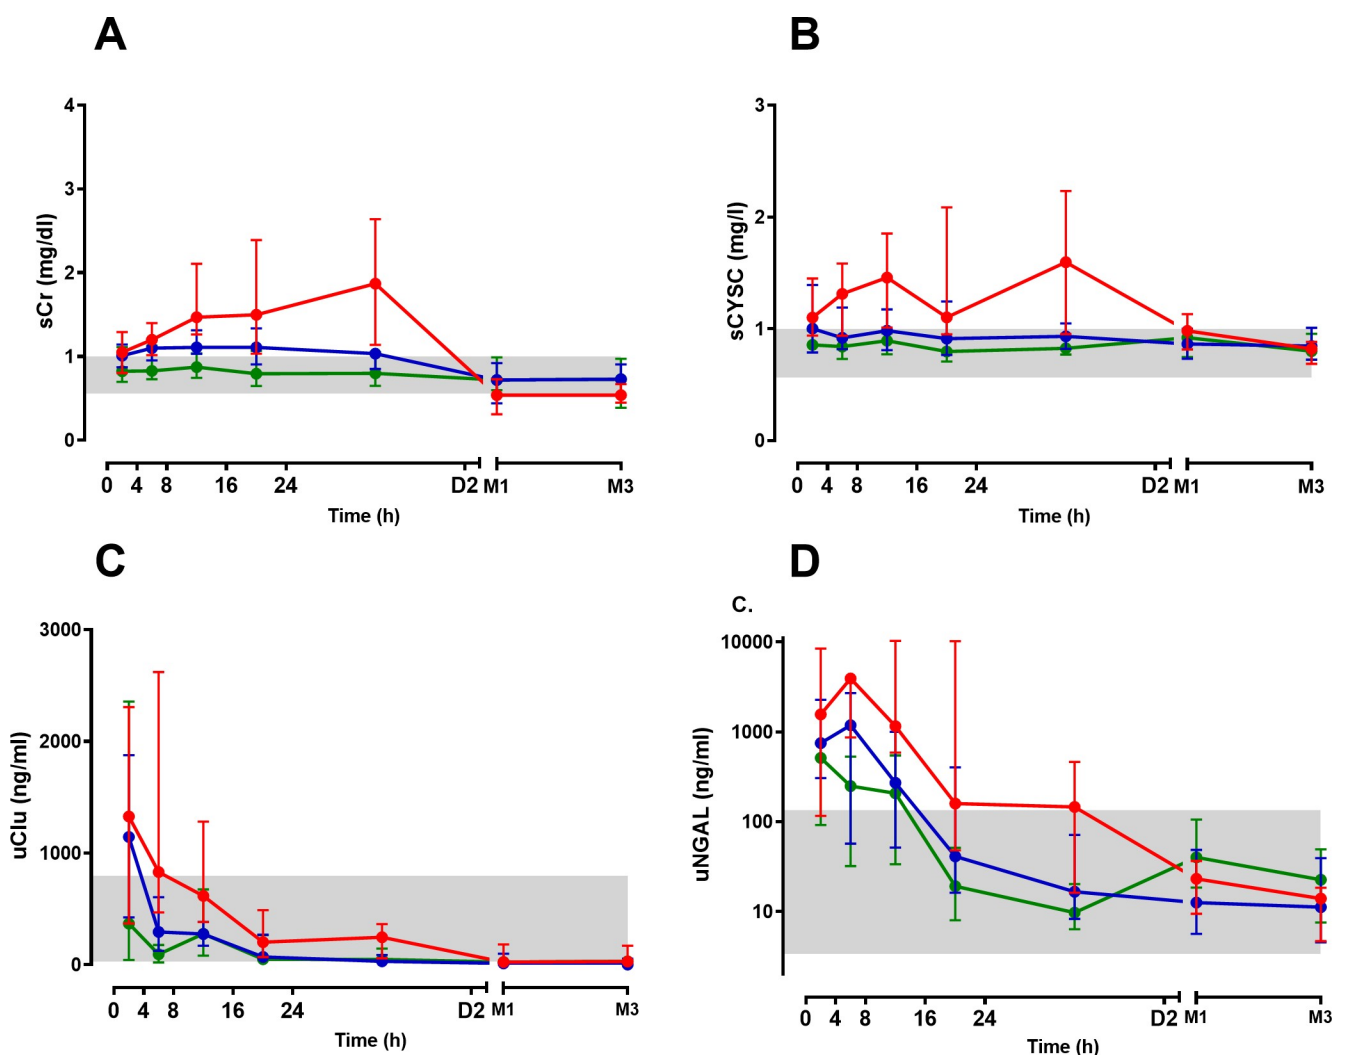 A
4
3
2
1
0
sCr (mg/dl)
0 4 8 16 24 D2 M1 M3
Time (h)
B
3
2
1
0
sCYSC (mg/l)
0 4 8 16 24 D2 M1 M3
Time (h)
C
3000
2000
1000
0
uClu (ng/ml)
0 4 8 16 24 D2 M1 M3
Time (h)
D
C.
10000
1000
100
10
uNGAL (ng/ml)
0 4 8 16 24 D2 M1 M3
Time (h)